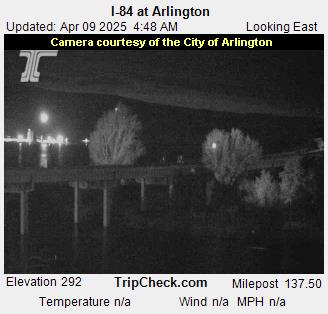 I-84 at Arlington
Updated: Apr 09 2025 4:48 AM Looking East
Camera courtesy of the City of Arlington
Elevation 292 TripCheck.com Milepost 137.50
Temperature n/a Wind n/a MPH n/a